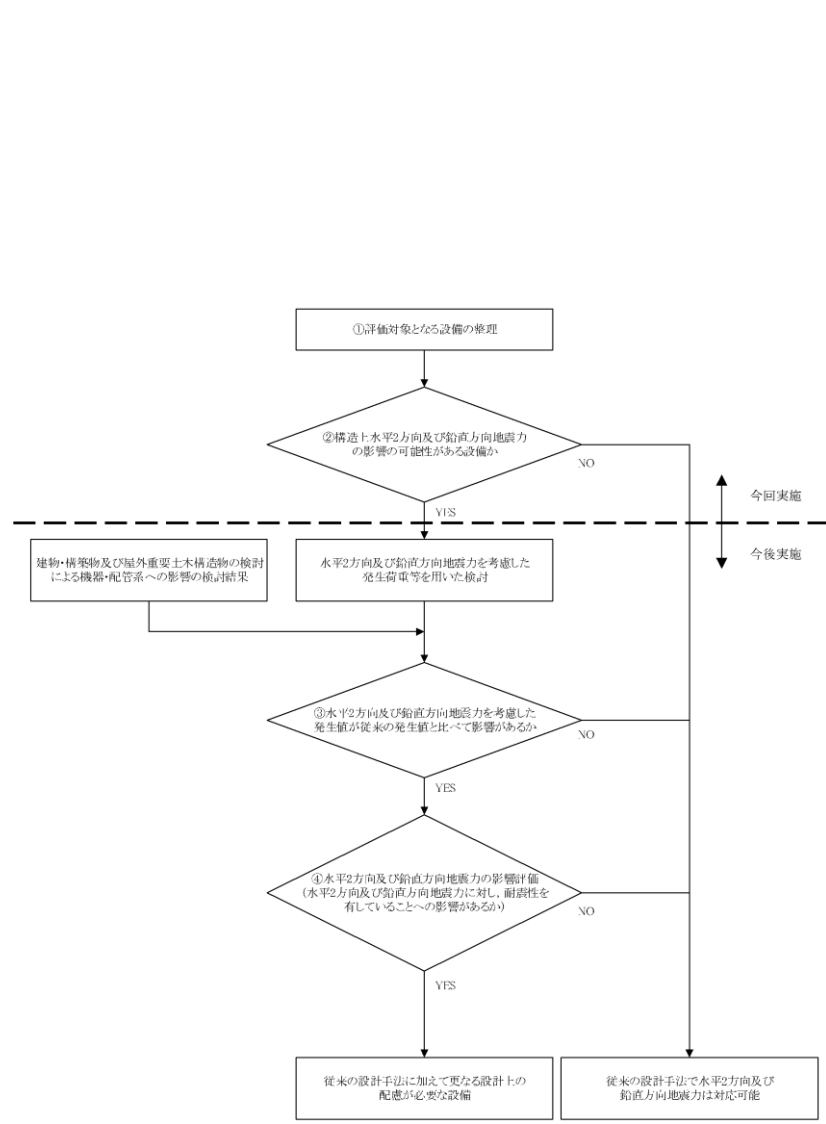 ①評価対象となる設備の整理
②構造上水平2方向及び鉛直方向地震力
の影響の可能性がある設備か
NO
YES
今回実施
今後実施
建物・構築物及び屋外重要土木構造物の検討
による機器・配管系への影響の検討結果
水平2方向及び鉛直方向地震力を考慮した
発生荷重等を用いた検討
③水平2方向及び鉛直方向地震力を考慮した
発生値が従来の発生値と比べて影響があるか
NO
YES
④水平2方向及び鉛直方向地震力の影響評価
(水平2方向及び鉛直方向地震力に対し，耐震性を
有していることへの影響があるか)
NO
YES
従来の設計手法に加えて更なる設計上の
配慮が必要な設備
従来の設計手法で水平2方向及び
鉛直方向地震力は対応可能